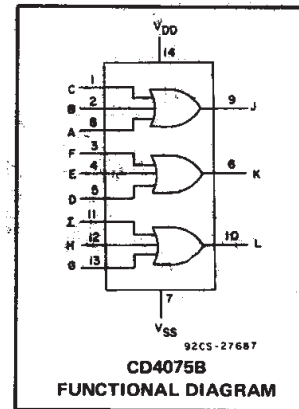 VDD
14
C 1
B 2
A 8
9 J
F 3
E 4
D 5
6 K
I 11
H 12
G 13
10 L
7
VSS
92CS-27687
CD4075B
FUNCTIONAL DIAGRAM